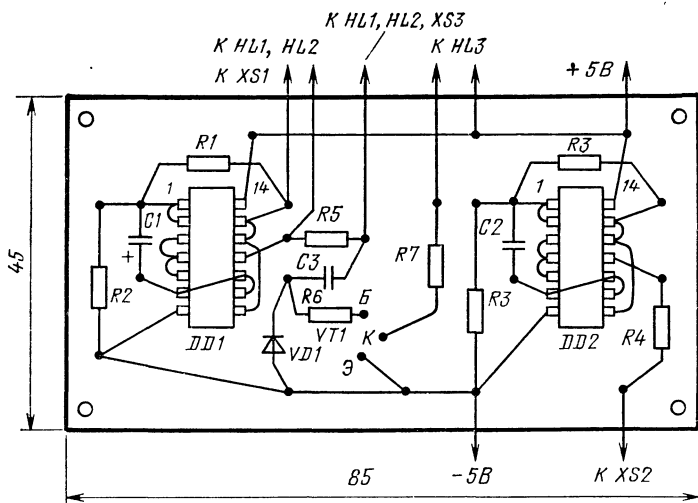 К HL1, HL2, XS3
К HL1, HL2
К HL3
К XS1
+5В
R1
R3
1
14
1
14
C1
R5
C2
+
C3
R7
45
R2
R6
Б
R3
R4
VT1
К
DD1
VD1
DD2
Э
85
-5В
К XS2